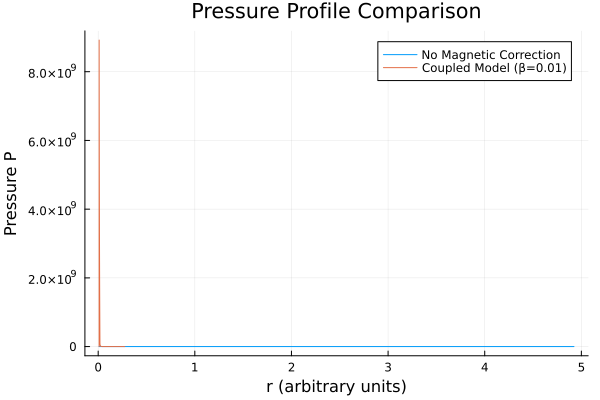 Pressure Profile Comparison
No Magnetic Correction
Coupled Model (β=0.01)
Pressure P
8.0×10⁹
6.0×10⁹
4.0×10⁹
2.0×10⁹
0
0 1 2 3 4 5
r (arbitrary units)